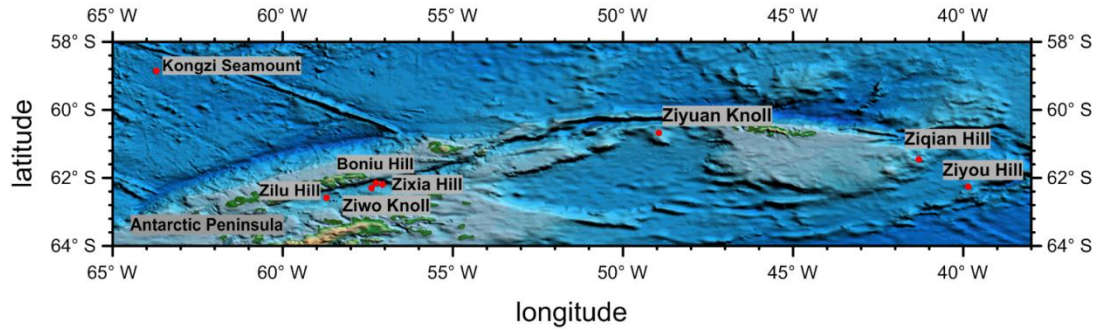 65° W 60° W 55° W 50° W 45° W 40° W
58° S 58° S
Kongzi Seamount
60° S 60° S
Ziyuan Knoll
Ziqian Hill
Boniu Hill
62° S Zilu Hill Zixia Hill Ziyou Hill 62° S
Ziwo Knoll
Antarctic Peninsula
64° S 64° S
65° W 60° W 55° W 50° W 45° W 40° W
latitude
longitude